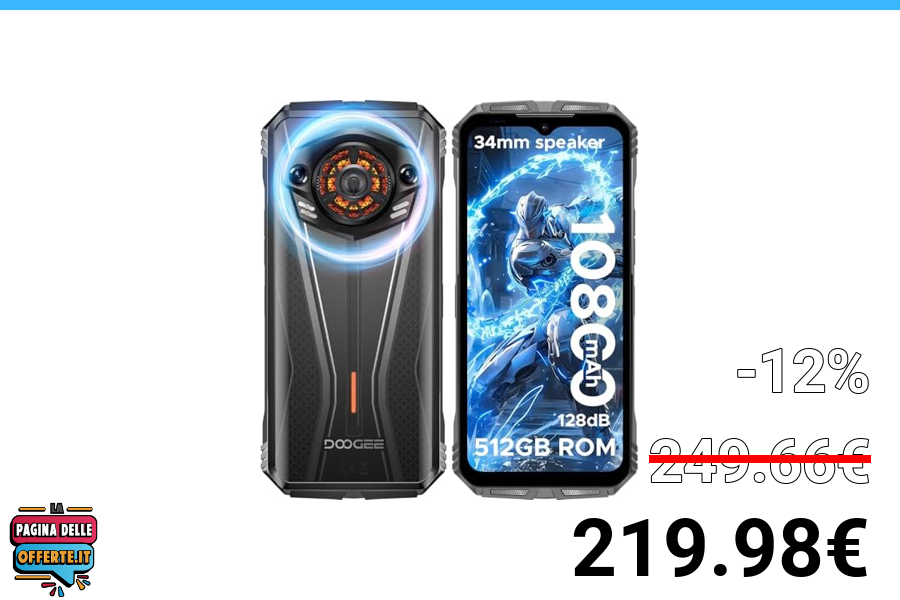 34mm speaker
10800
mAh
128dB
512GB ROM
DOOGEE
-12%
249.66€
219.98€
LA
PAGINA DELLE
OFFERTE.IT